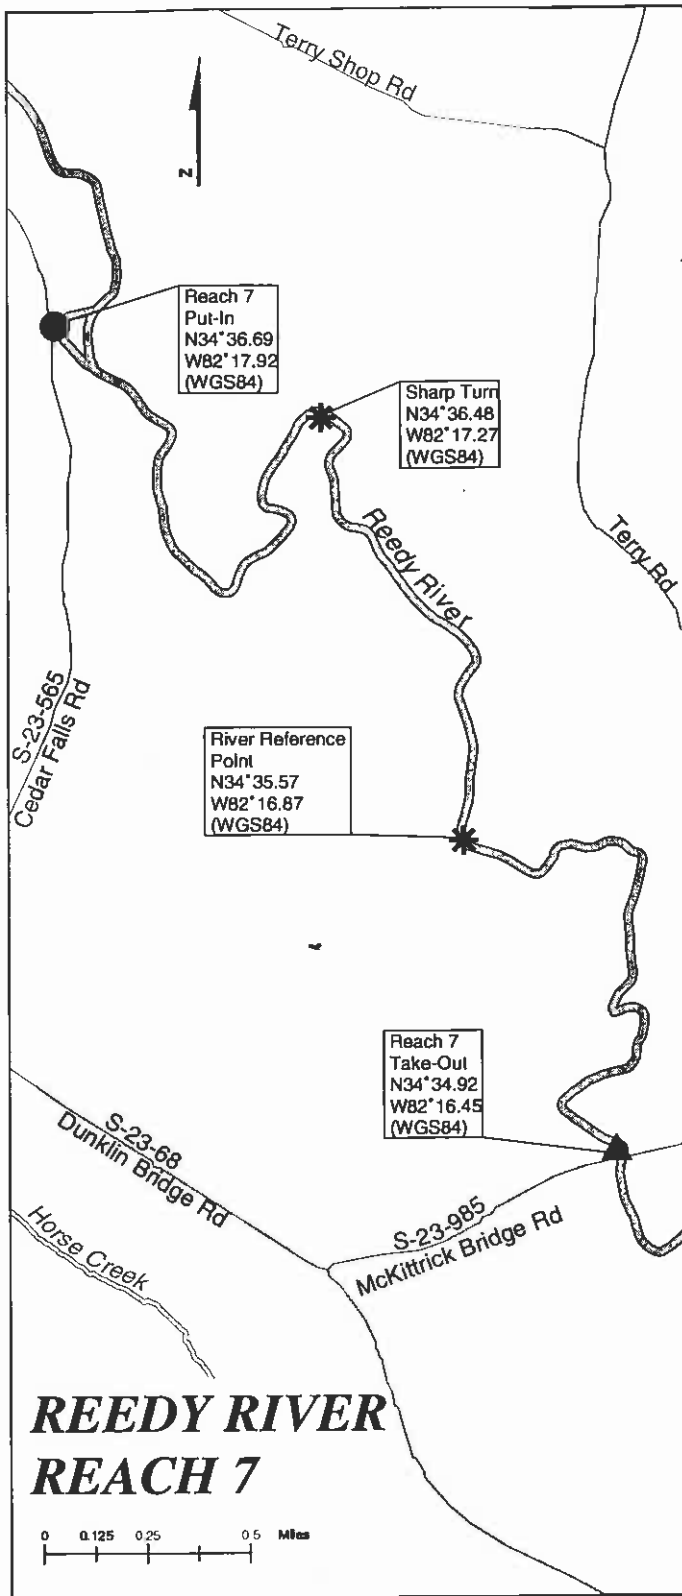 Terry Shop Rd
N
Reach 7
Put-In
N34°36.69
W82°17.92
(WGS84)
Sharp Turn
N34°36.48
W82°17.27
(WGS84)
Reedy River
Terry Rd
S-23-565
Cedar Falls Rd
River Reference
Point
N34°35.57
W82°16.87
(WGS84)
Reach 7
Take-Out
N34°34.92
W82°16.45
(WGS84)
S-23-68
Dunklin Bridge Rd
S-23-985
McKittrick Bridge Rd
Horse Creek
REEDY RIVER
REACH 7
0 0.125 0.25 0.5 Miles